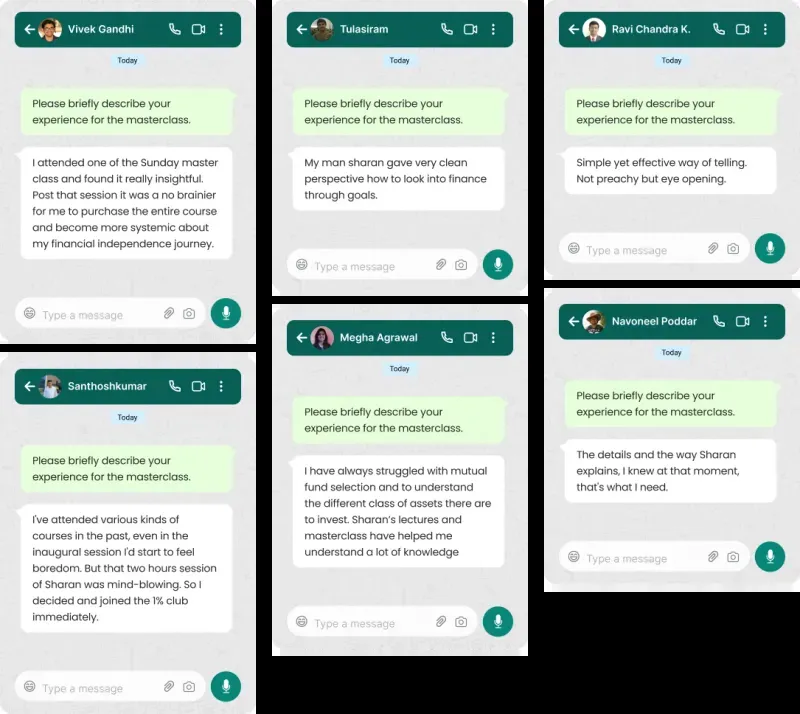 Vivek Gandhi
Today
Please briefly describe your
experience for the masterclass.
I attended one of the Sunday master
class and found it really insightful.
Post that session it was a no brainier
for me to purchase the entire course
and become more systemic about
my financial independence journey.
Type a message
Santhoshkumar
Today
Please briefly describe your
experience for the masterclass.
I've attended various kinds of
courses in the past, even in the
inaugural session I'd start to feel
boredom. But that two hours session
of Sharan was mind-blowing. So I
decided and joined the 1% club
immediately.
Type a message
Tulasiram
Today
Please briefly describe your
experience for the masterclass.
My man sharan gave very clean
perspective how to look into finance
through goals.
Type a message
Megha Agrawal
Today
Please briefly describe your
experience for the masterclass.
I have always struggled with mutual
fund selection and to understand
the different class of assets there are
to invest. Sharan's lectures and
masterclass have helped me
understand a lot of knowledge
Type a message
Ravi Chandra K.
Today
Please briefly describe your
experience for the masterclass.
Simple yet effective way of telling.
Not preachy but eye opening.
Type a message
Navoneel Poddar
Today
Please briefly describe your
experience for the masterclass.
The details and the way Sharan
explains, I knew at that moment,
that's what I need.
Type a message